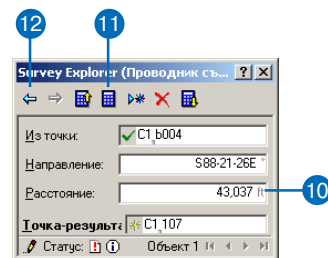 12 11
Survey Explorer (Проводник съ... ? ×
Из точки: C1_b004
Направление: S88-21-26E °
Расстояние: 43,037 ft 10
Точка-результа C1_107
Статус: ! i Объект 1